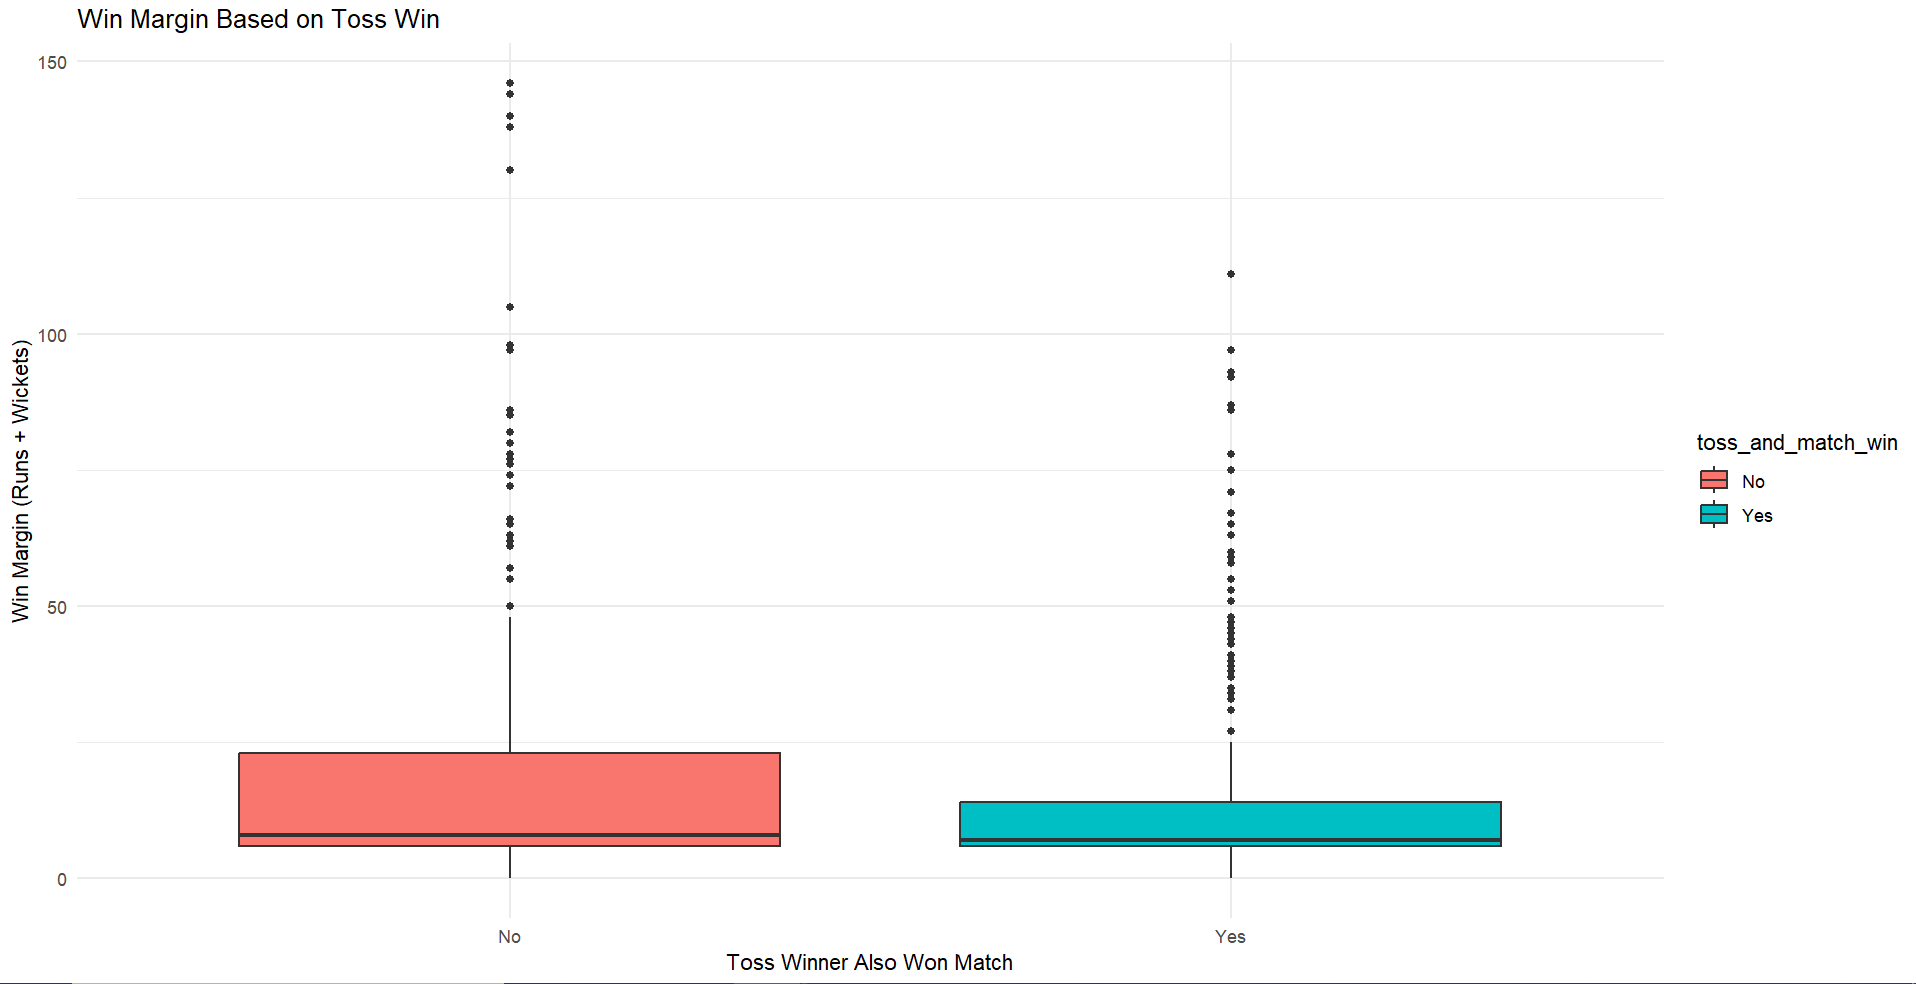 Win Margin Based on Toss Win
150
100
50
0
Win Margin (Runs + Wickets)
No
Yes
Toss Winner Also Won Match
toss_and_match_win
No
Yes